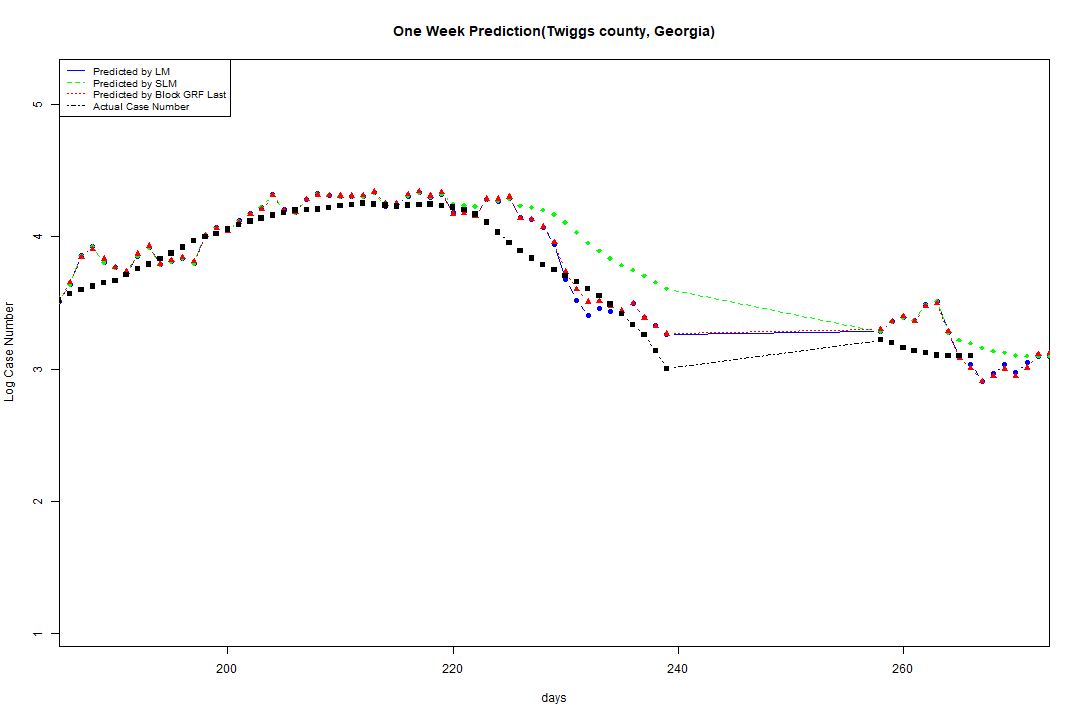 One Week Prediction(Twiggs county, Georgia)
Predicted by LM
Predicted by SLM
Predicted by Block GRF Last
Actual Case Number
5
4
3
2
1
Log Case Number
200
220
240
260
days